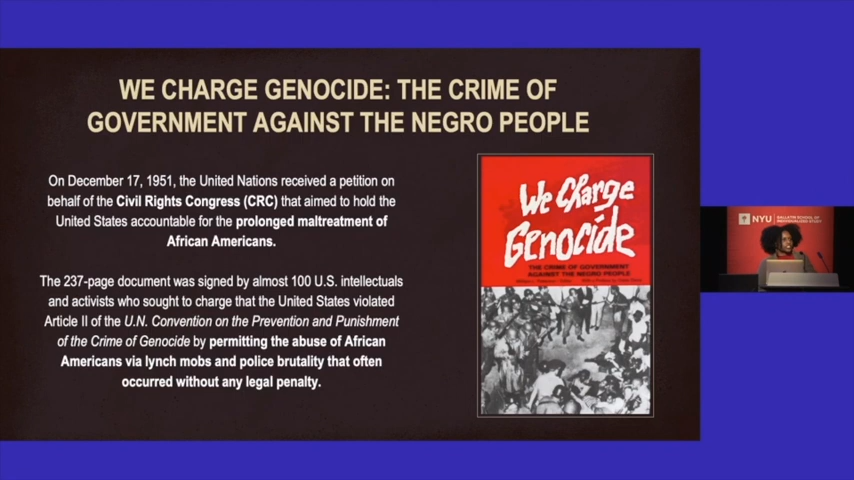 WE CHARGE GENOCIDE: THE CRIME OF
GOVERNMENT AGAINST THE NEGRO PEOPLE
On December 17, 1951, the United Nations received a petition on
behalf of the Civil Rights Congress (CRC) that aimed to hold the
United States accountable for the prolonged maltreatment of
African Americans.
The 237-page document was signed by almost 100 U.S. intellectuals
and activists who sought to charge that the United States violated
Article II of the U.N. Convention on the Prevention and Punishment
of the Crime of Genocide by permitting the abuse of African
Americans via lynch mobs and police brutality that often
occurred without any legal penalty.
We Charge
Genocide
THE CRIME OF GOVERNMENT
AGAINST THE NEGRO PEOPLE
NYU
GALLATIN SCHOOL OF
INDIVIDUALIZED STUDY